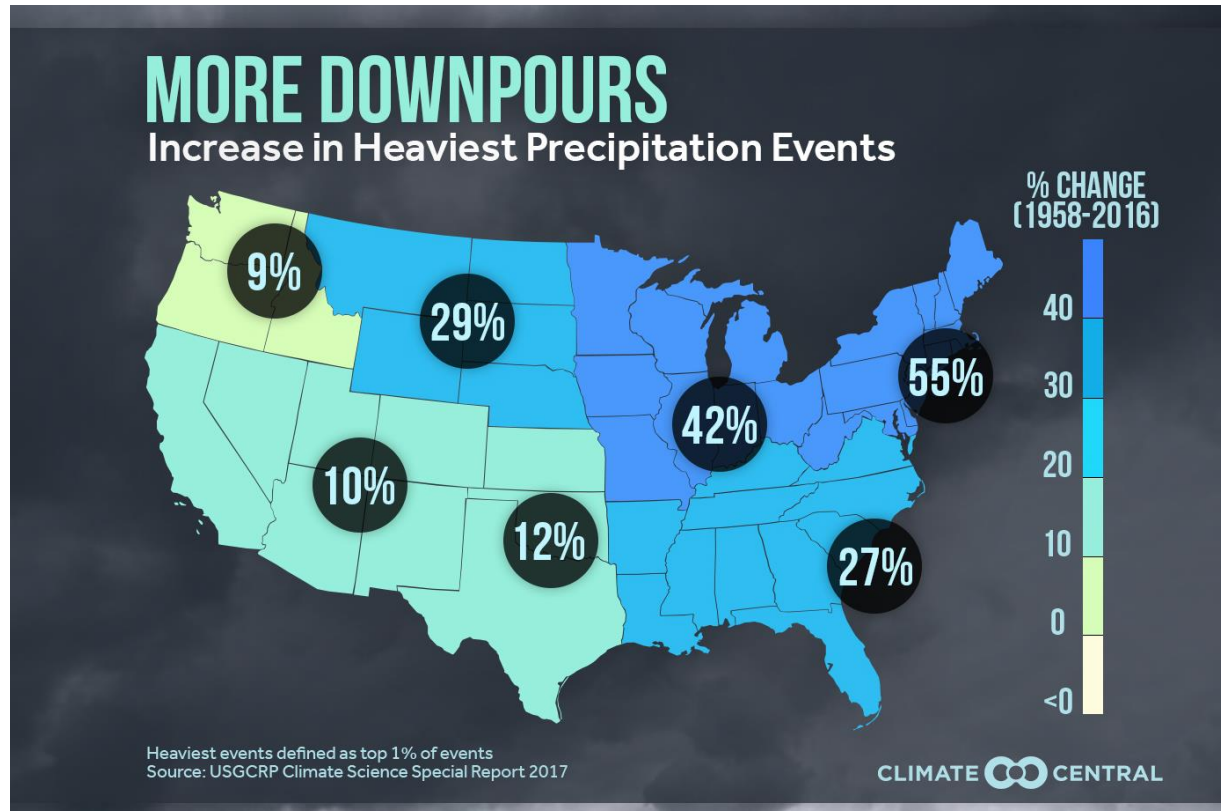 MORE DOWNPOURS
Increase in Heaviest Precipitation Events
% CHANGE
(1958-2016)
9%
29%
55%
42%
10%
12%
27%
40
30
20
10
0
<0
Heaviest events defined as top 1% of events
Source: USGCRP Climate Science Special Report 2017
CLIMATE CENTRAL